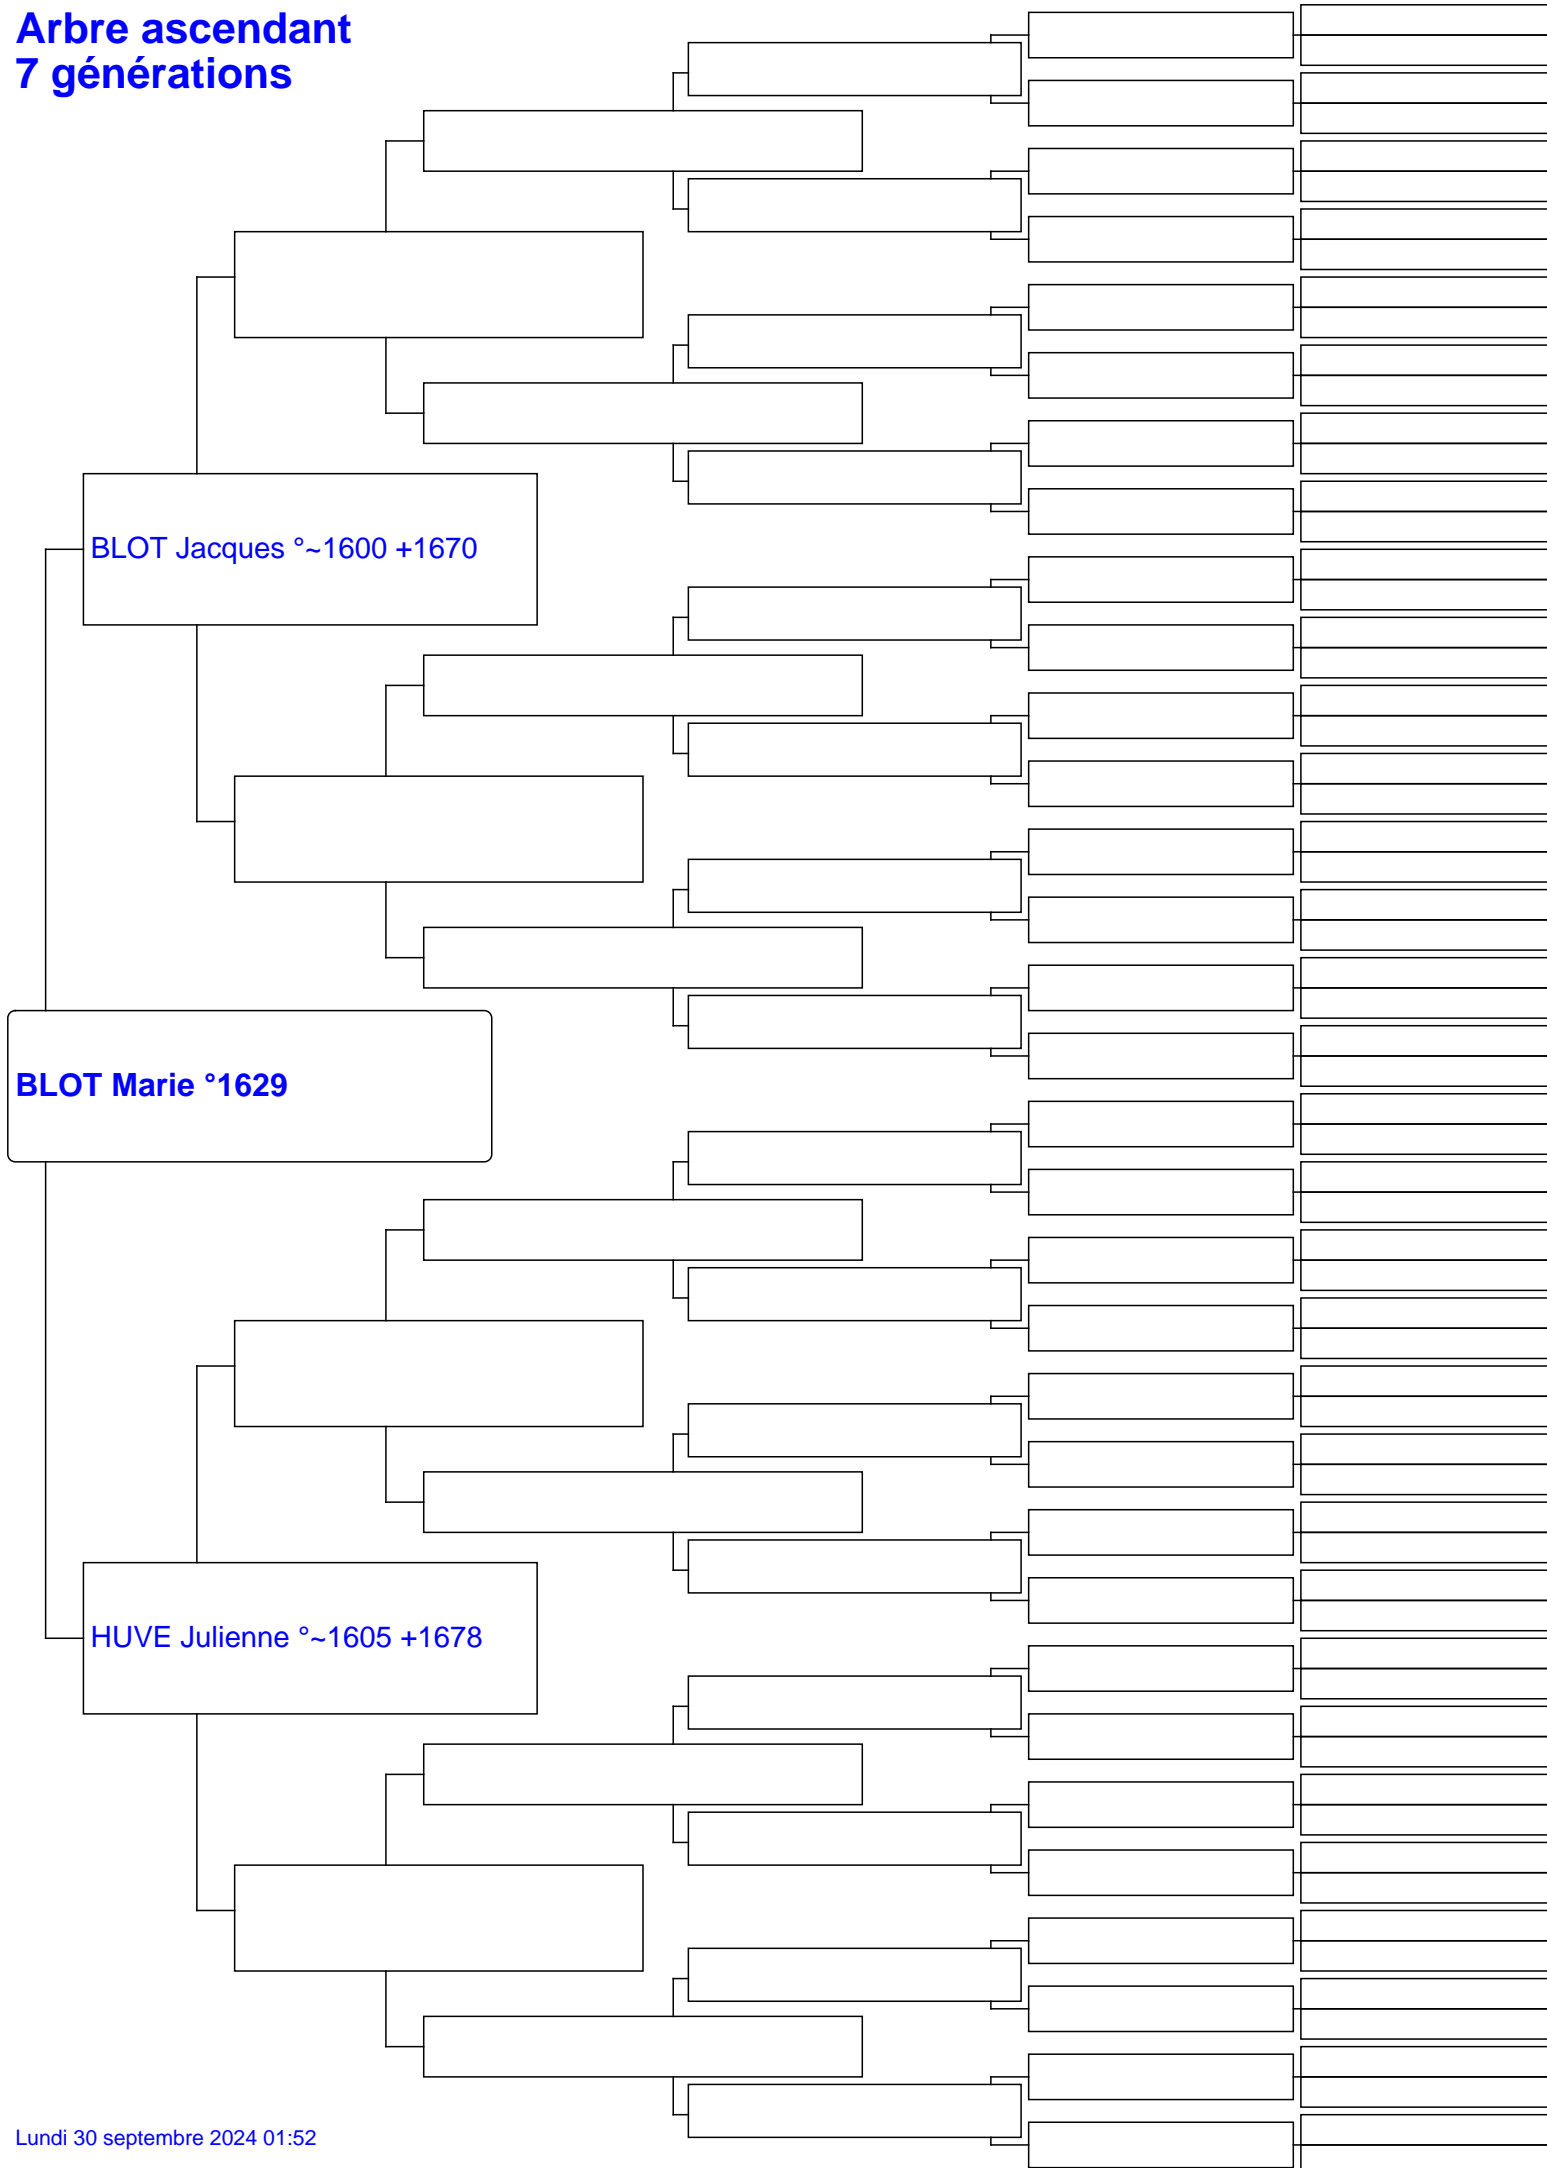 Arbre ascendant
7 générations
BLOT Jacques °~1600 +1670
BLOT Marie °1629
HUVE Julienne °~1605 +1678
Lundi 30 septembre 2024 01:52